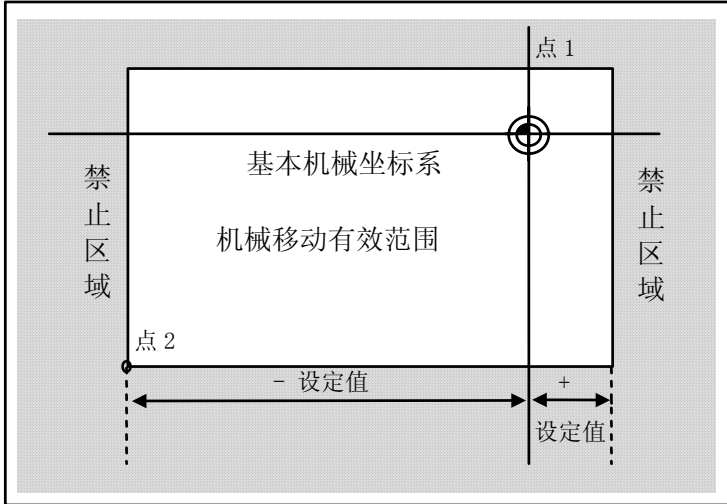 点 1
基本机械坐标系
禁止区域
禁止区域
机械移动有效范围
点 2
- 设定值
+
设定值